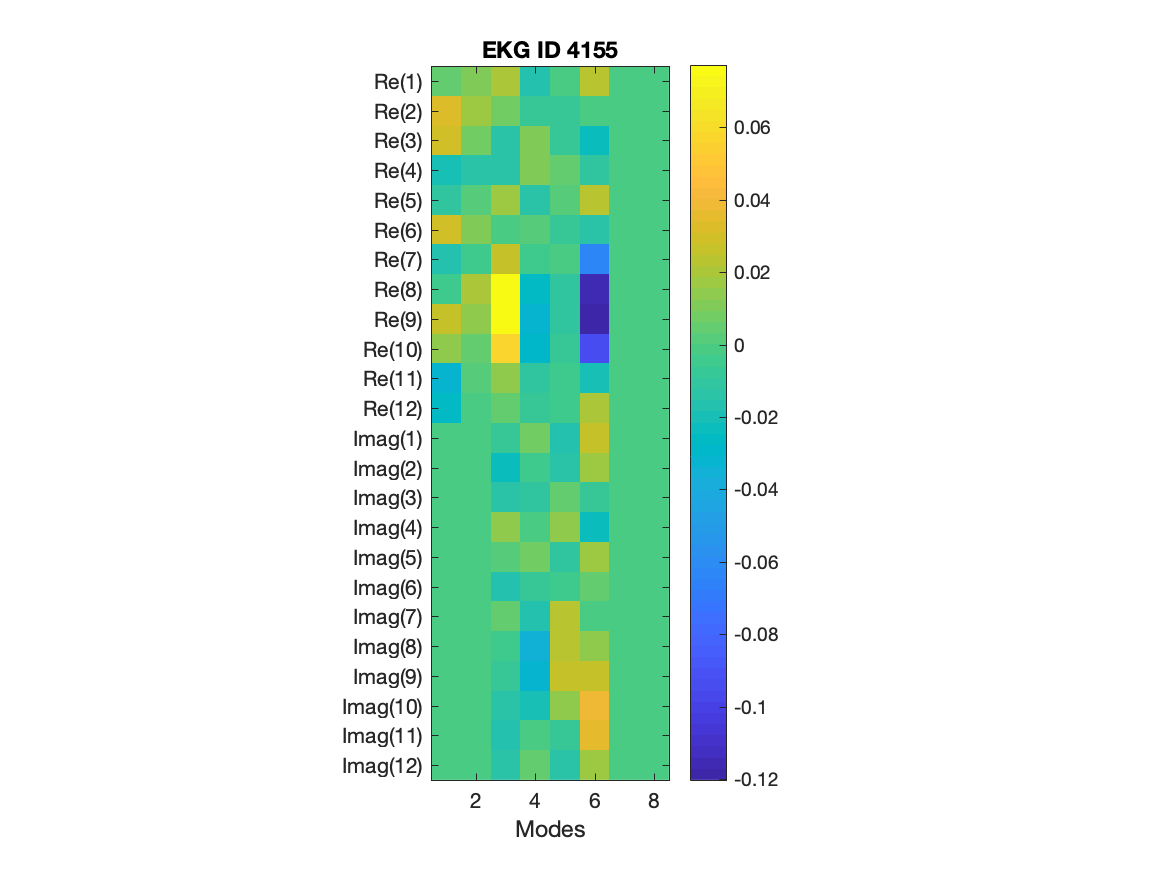 EKG ID 4155
Re(1)
Re(2)
Re(3)
Re(4)
Re(5)
Re(6)
Re(7)
Re(8)
Re(9)
Re(10)
Re(11)
Re(12)
Imag(1)
Imag(2)
Imag(3)
Imag(4)
Imag(5)
Imag(6)
Imag(7)
Imag(8)
Imag(9)
Imag(10)
Imag(11)
Imag(12)
2 4 6 8
Modes
0.06
0.04
0.02
0
-0.02
-0.04
-0.06
-0.08
-0.1
-0.12